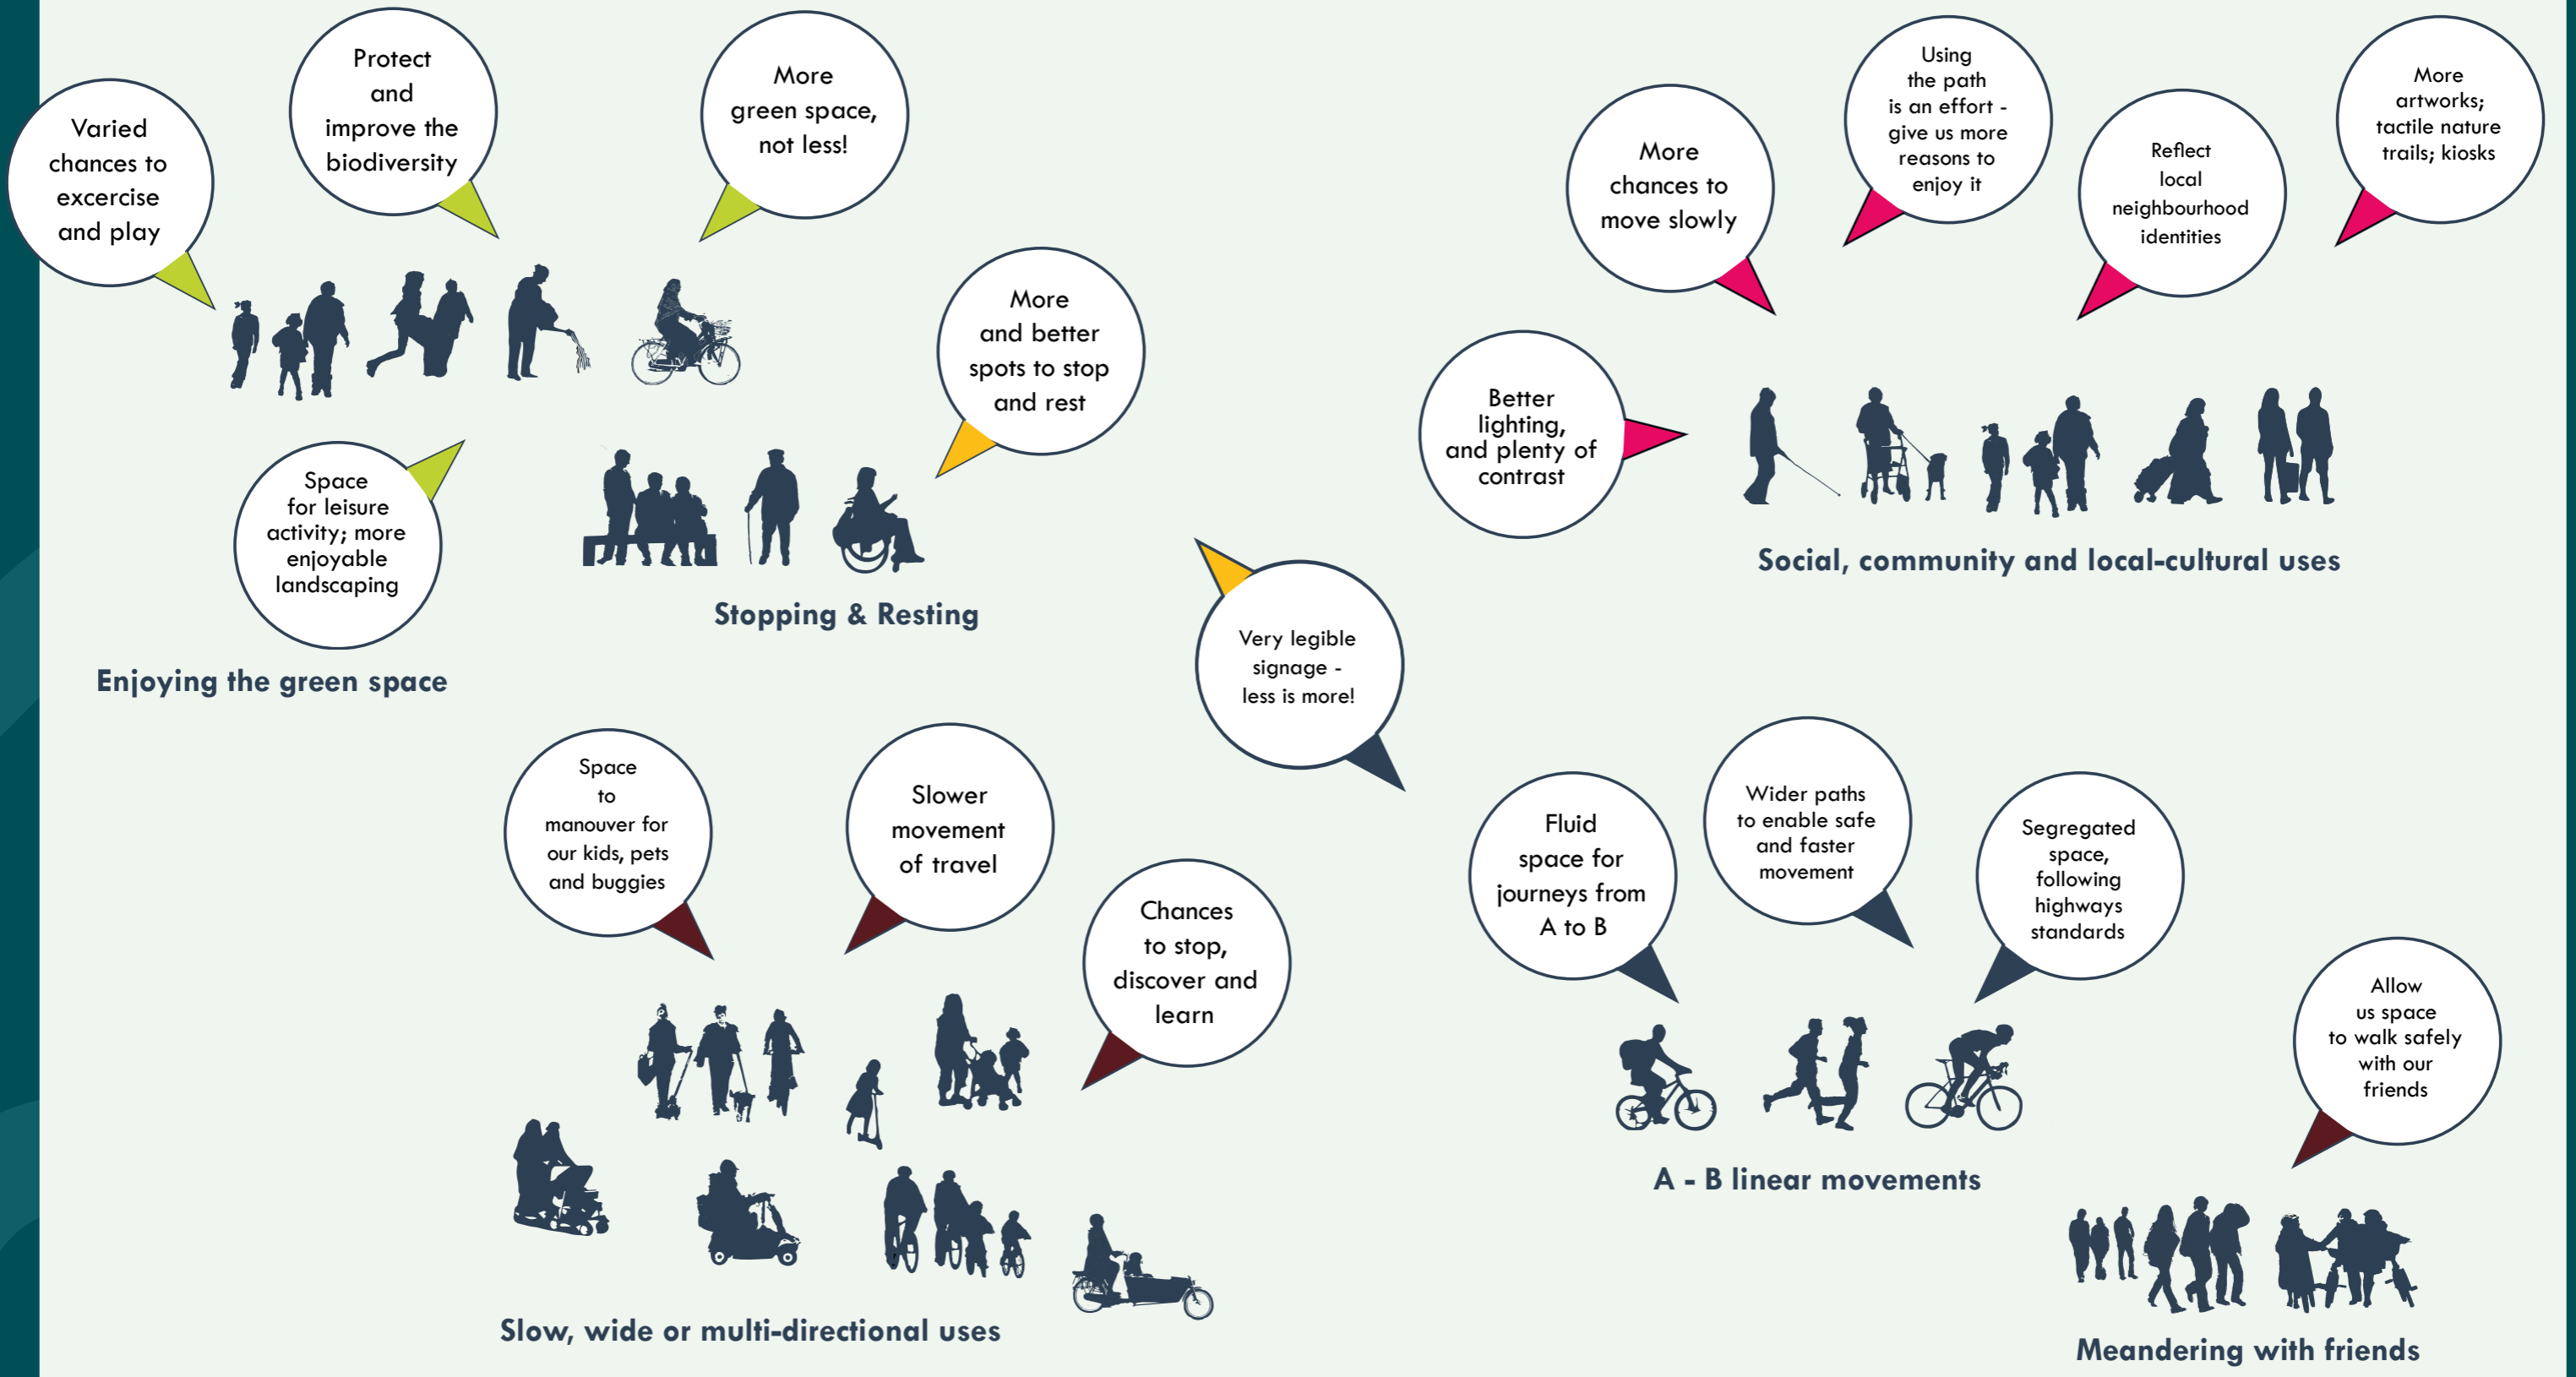 Varied
chances to
excercise
and play
Protect
and
improve the
biodiversity
More
green space,
not less!
Space
for leisure
activity; more
enjoyable
landscaping
Enjoying the green space
More
and better
spots to stop
and rest
Stopping & Resting
Very legible
signage -
less is more!
More
chances to
move slowly
Using
the path
is an effort -
give us more
reasons to
enjoy it
Reflect
local
neighbourhood
identities
More
artworks;
tactile nature
trails; kiosks
Better
lighting,
and plenty of
contrast
Social, community and local-cultural uses
Space
to
manouver for
our kids, pets
and buggies
Slower
movement
of travel
Chances
to stop,
discover and
learn
Slow, wide or multi-directional uses
Fluid
space for
journeys from
A to B
Wider paths
to enable safe
and faster
movement
Segregated
space,
following
highways
standards
A - B linear movements
Allow
us space
to walk safely
with our
friends
Meandering with friends